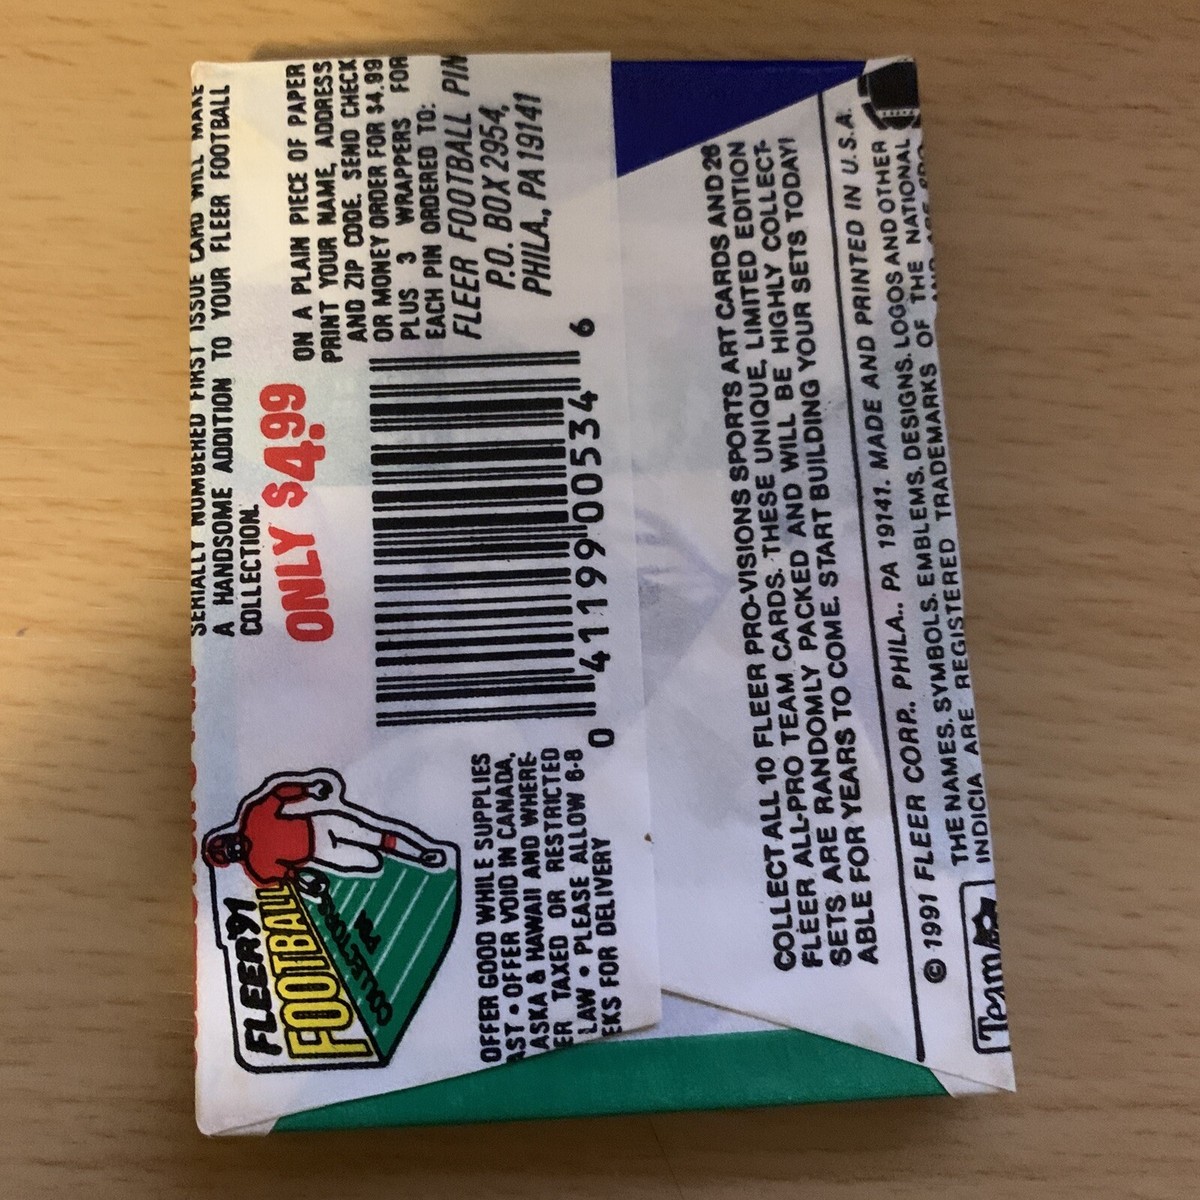 SERIALLY NUMBERED FIRST ISSUE CARD WILL MAKE
A HANDSOME ADDITION TO YOUR FLEER FOOTBALL
COLLECTION.
ONLY $4.99
ON A PLAIN PIECE OF PAPER
PRINT YOUR NAME, ADDRESS
AND ZIP CODE. SEND CHECK
OR MONEY ORDER FOR $4.99
PLUS 3 WRAPPERS FOR
EACH PIN ORDERED TO:
FLEER FOOTBALL PIN
P.O. BOX 2954,
PHILA., PA 19141
0 41199 00534 6
FLEER '91
FOOTBALL
COLLECTORS
PIN
OFFER GOOD WHILE SUPPLIES
AST • OFFER VOID IN CANADA,
ASKA & HAWAII AND WHERE-
ER TAXED OR RESTRICTED
LAW • PLEASE ALLOW 6-8
EKS FOR DELIVERY
COLLECT ALL 10 FLEER PRO-VISIONS SPORTS ART CARDS AND 26
FLEER ALL-PRO TEAM CARDS. THESE UNIQUE, LIMITED EDITION
SETS ARE RANDOMLY PACKED AND WILL BE HIGHLY COLLECT-
ABLE FOR YEARS TO COME. START BUILDING YOUR SETS TODAY!
© 1991 FLEER CORP., PHILA., PA 19141. MADE AND PRINTED IN U.S.A.
THE NAMES, SYMBOLS, EMBLEMS, DESIGNS, LOGOS AND OTHER
INDICIA ARE REGISTERED TRADEMARKS OF THE NATIONAL
Team